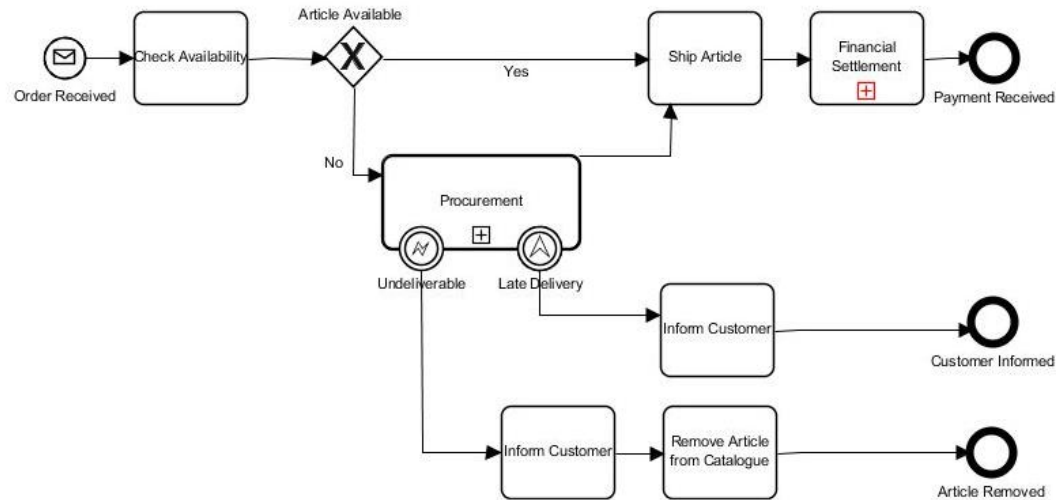 Article Available
Check Availability
Ship Article
Financial
Settlement
Order Received
Yes
Payment Received
No
Procurement
Undeliverable
Late Delivery
Inform Customer
Customer Informed
Inform Customer
Remove Article
from Catalogue
Article Removed